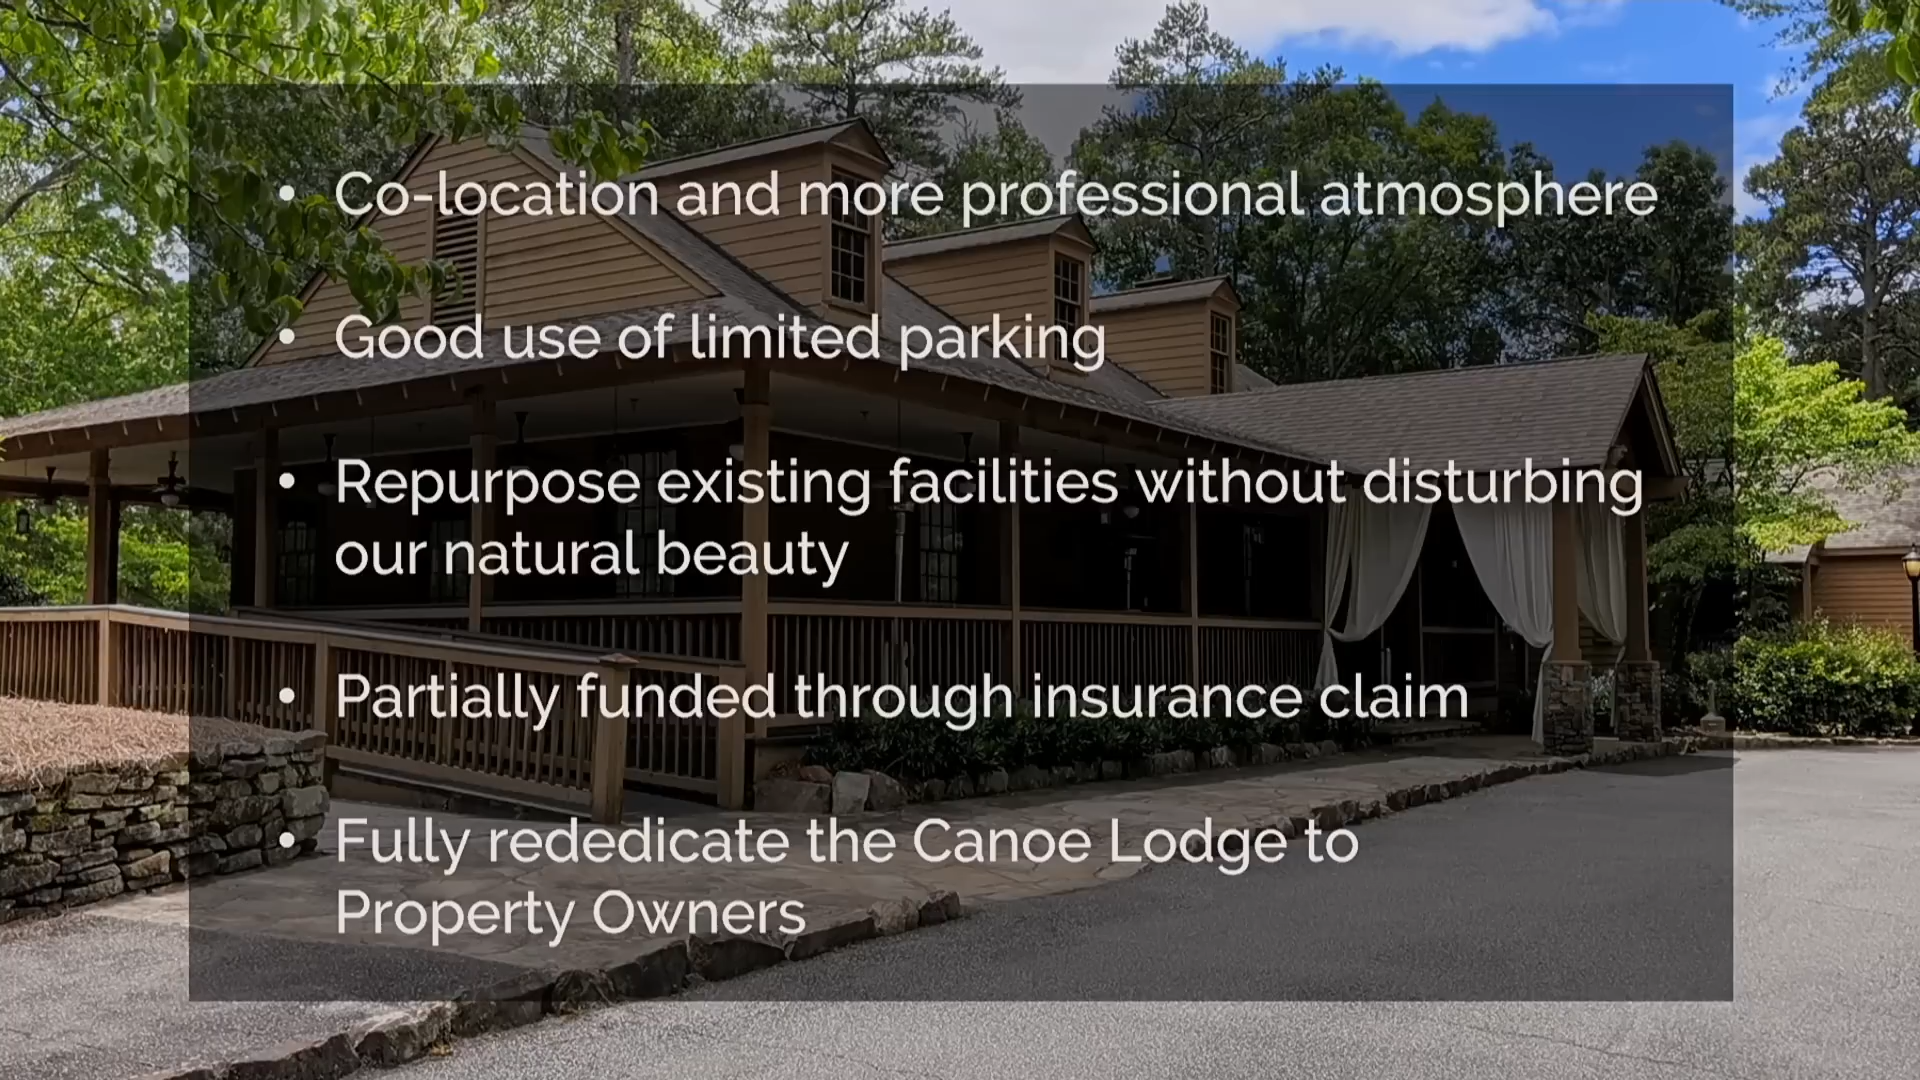 • Co-location and more professional atmosphere
• Good use of limited parking
• Repurpose existing facilities without disturbing
our natural beauty
• Partially funded through insurance claim
• Fully rededicate the Canoe Lodge to
Property Owners